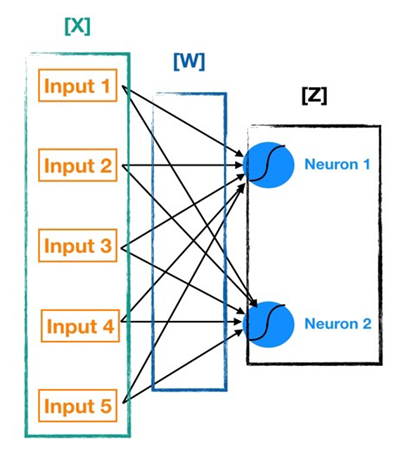 [X]
[W]
[Z]
Input 1
Input 2
Input 3
Input 4
Input 5
Neuron 1
Neuron 2